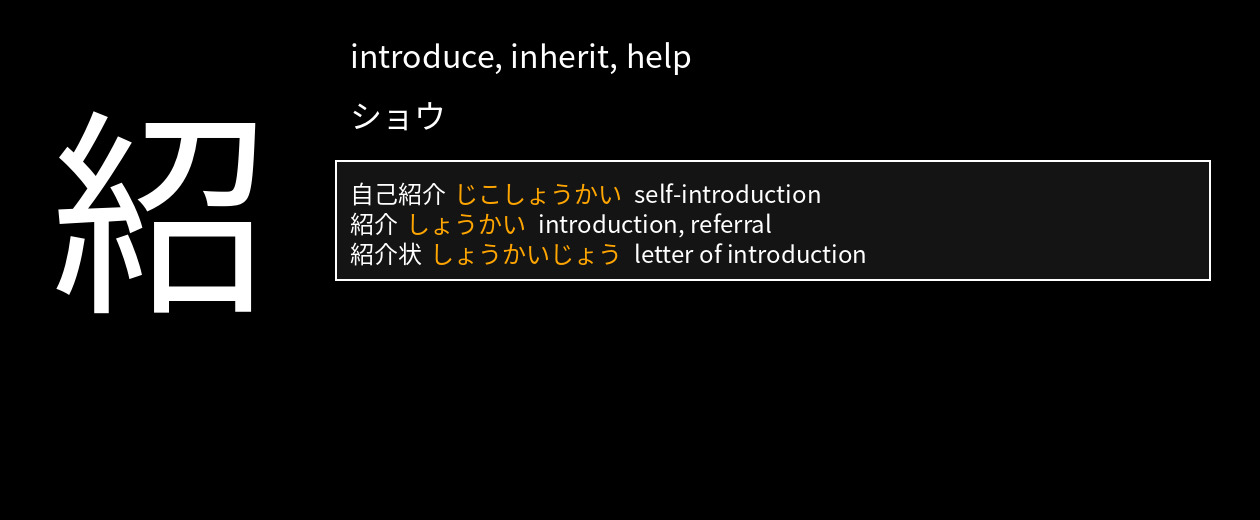 紹
introduce, inherit, help
ショウ
自己紹介 じこしょうかい self-introduction
紹介 しょうかい introduction, referral
紹介状 しょうかいじょう letter of introduction